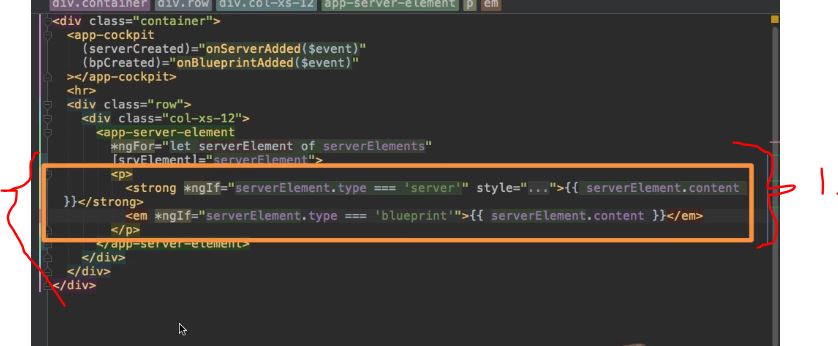 div.container div.row div.col-xs-12 app-server-element p em
<div class="container">
<app-cockpit
(serverCreated)="onServerAdded($event)"
(bpCreated)="onBlueprintAdded($event)"
></app-cockpit>
<hr>
<div class="row">
<div class="col-xs-12">
<app-server-element
*ngFor="let serverElement of serverElements"
[srvElement]="serverElement">
<p>
<strong *ngIf="serverElement.type === 'server'" style="...">{{ serverElement.content
}}</strong>
<em *ngIf="serverElement.type === 'blueprint'">{{ serverElement.content }}</em>
</p>
</app-server-element>
</div>
</div>
</div>
1.